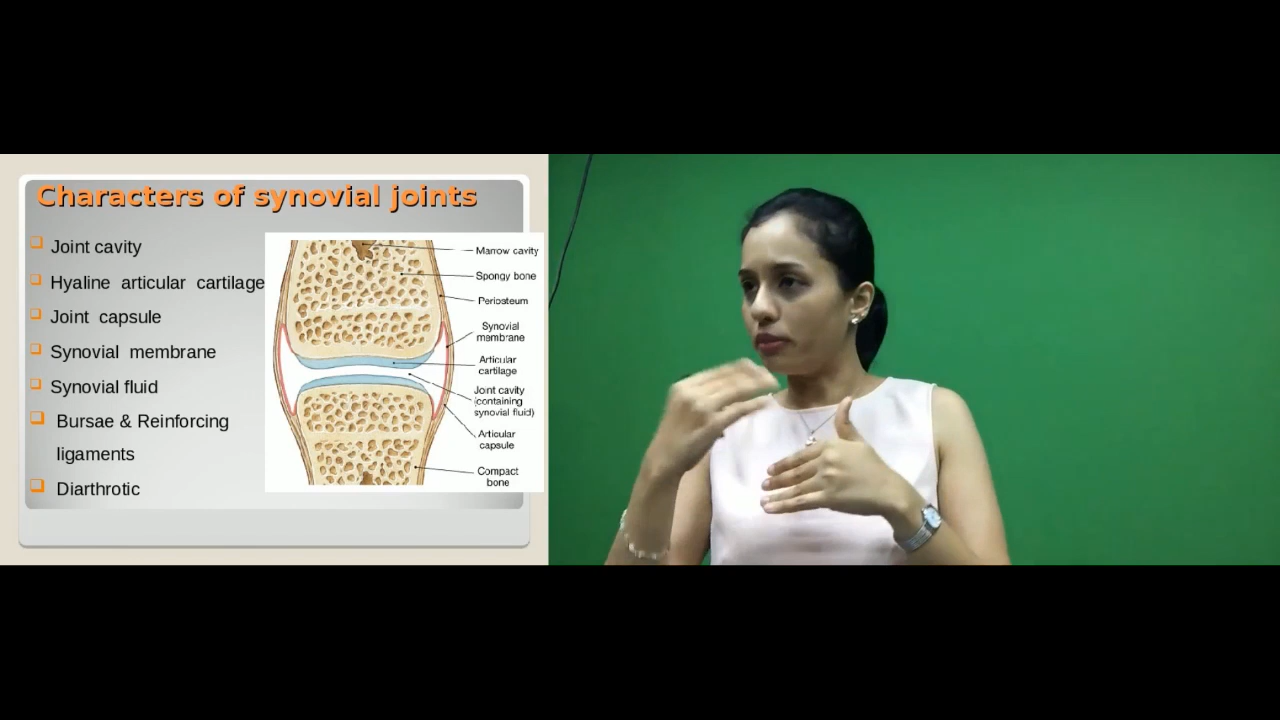 Characters of synovial joints
Joint cavity
Hyaline articular cartilage
Joint capsule
Synovial membrane
Synovial fluid
Bursae & Reinforcing
ligaments
Diarthrotic
Marrow cavity
Spongy bone
Periosteum
Synovial
membrane
Articular
cartilage
Joint cavity
(containing
synovial fluid)
Articular
capsule
Compact
bone